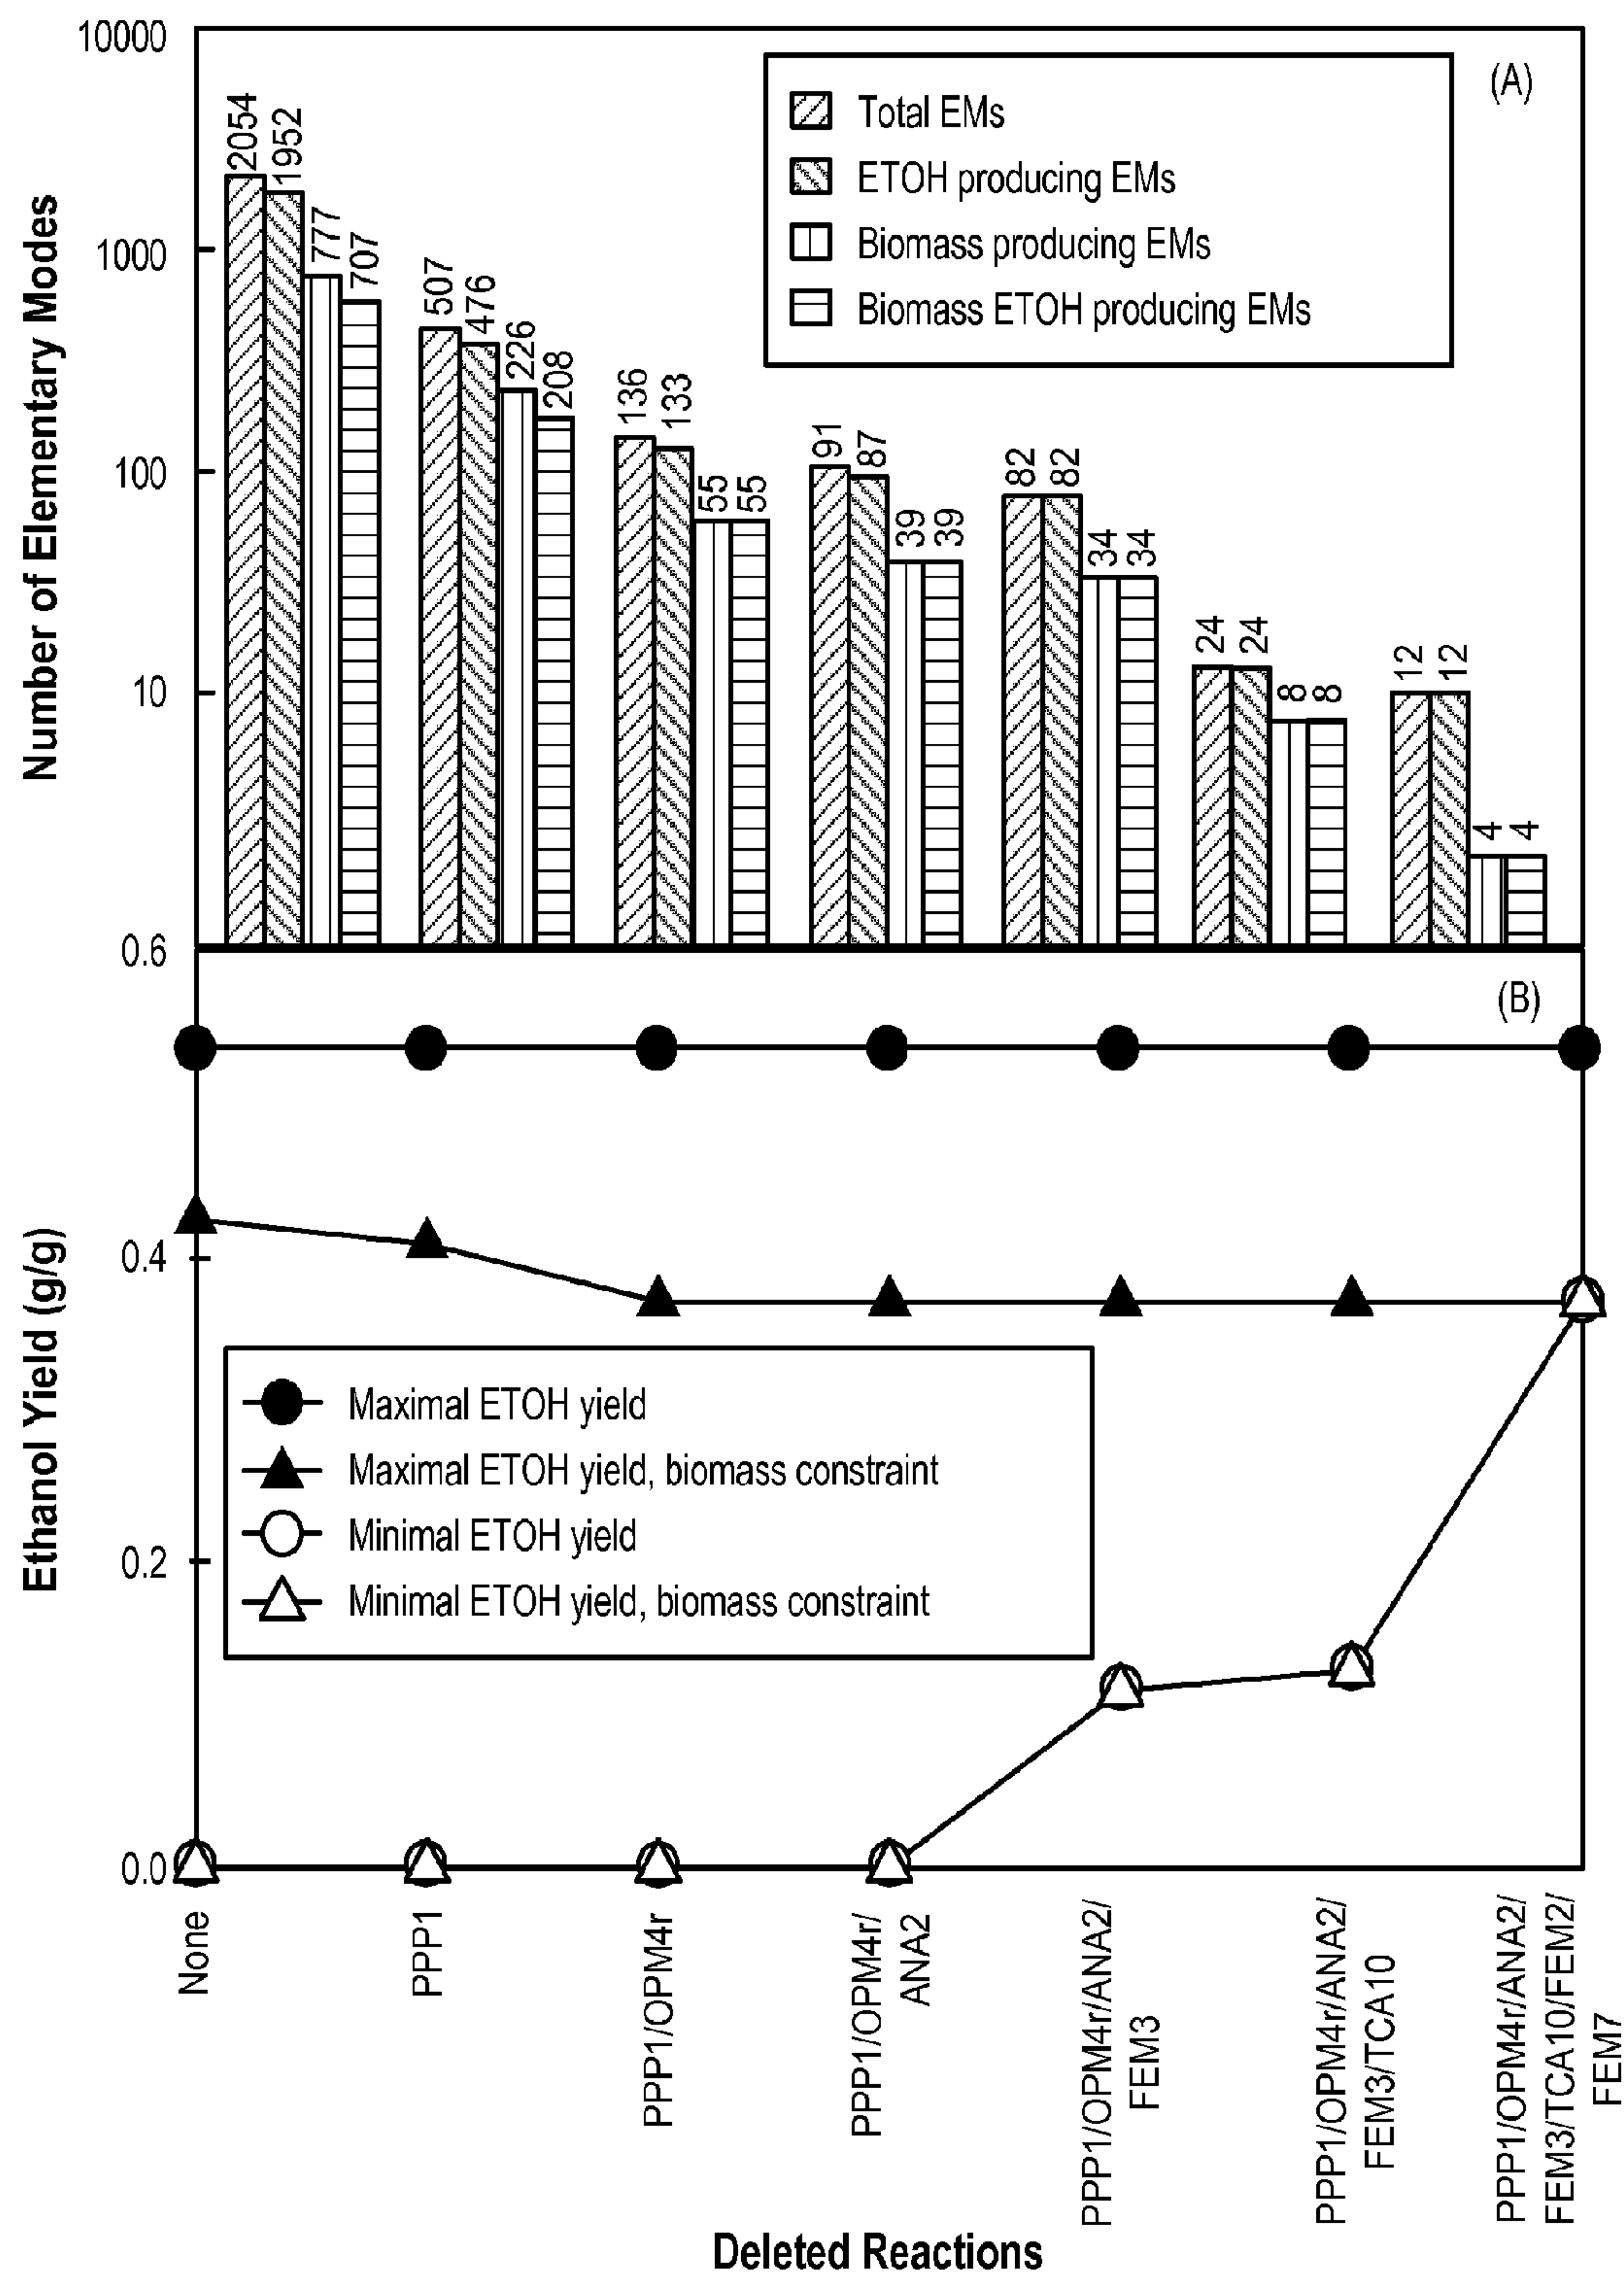 10000
1000
100
10
Number of Elementary Modes
(A)
Total EMs
ETOH producing EMs
Biomass producing EMs
Biomass ETOH producing EMs
2054
1952
777
707
507
476
226
208
136
133
55
55
91
87
39
39
82
82
34
34
24
24
8
8
12
12
4
4
0.6
0.4
0.2
0.0
Ethanol Yield (g/g)
(B)
Maximal ETOH yield
Maximal ETOH yield, biomass constraint
Minimal ETOH yield
Minimal ETOH yield, biomass constraint
None
PPP1
PPP1/OPM4r
PPP1/OPM4r/
ANA2
PPP1/OPM4r/ANA2/
FEM3
PPP1/OPM4r/ANA2/
FEM3/TCA10
PPP1/OPM4r/ANA2/
FEM3/TCA10/FEM2/
FEM7
Deleted Reactions